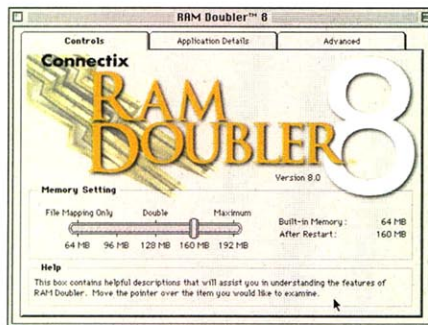 RAM Doubler™ 8
Controls
Application Details
Advanced
Connectix
RAM
DOUBLER
8
Version 8.0
Memory Setting
File Mapping Only Double Maximum
64 MB 96 MB 128 MB 160 MB 192 MB
Built-in Memory: 64 MB
After Restart: 160 MB
Help
This box contains helpful descriptions that will assist you in understanding the features of
RAM Doubler. Move the pointer over the item you would like to examine.